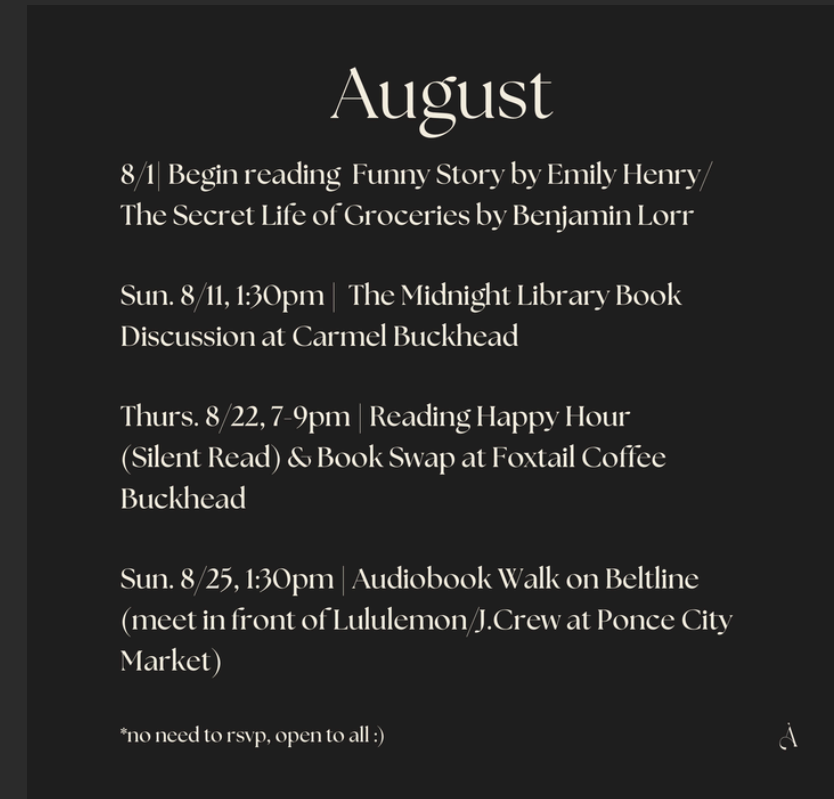 August
8/1| Begin reading Funny Story by Emily Henry/
The Secret Life of Groceries by Benjamin Lorr
Sun. 8/11, 1:30pm | The Midnight Library Book
Discussion at Carmel Buckhead
Thurs. 8/22, 7-9pm | Reading Happy Hour
(Silent Read) & Book Swap at Foxtail Coffee
Buckhead
Sun. 8/25, 1:30pm | Audiobook Walk on Beltline
(meet in front of Lululemon/J.Crew at Ponce City
Market)
*no need to rsvp, open to all :)